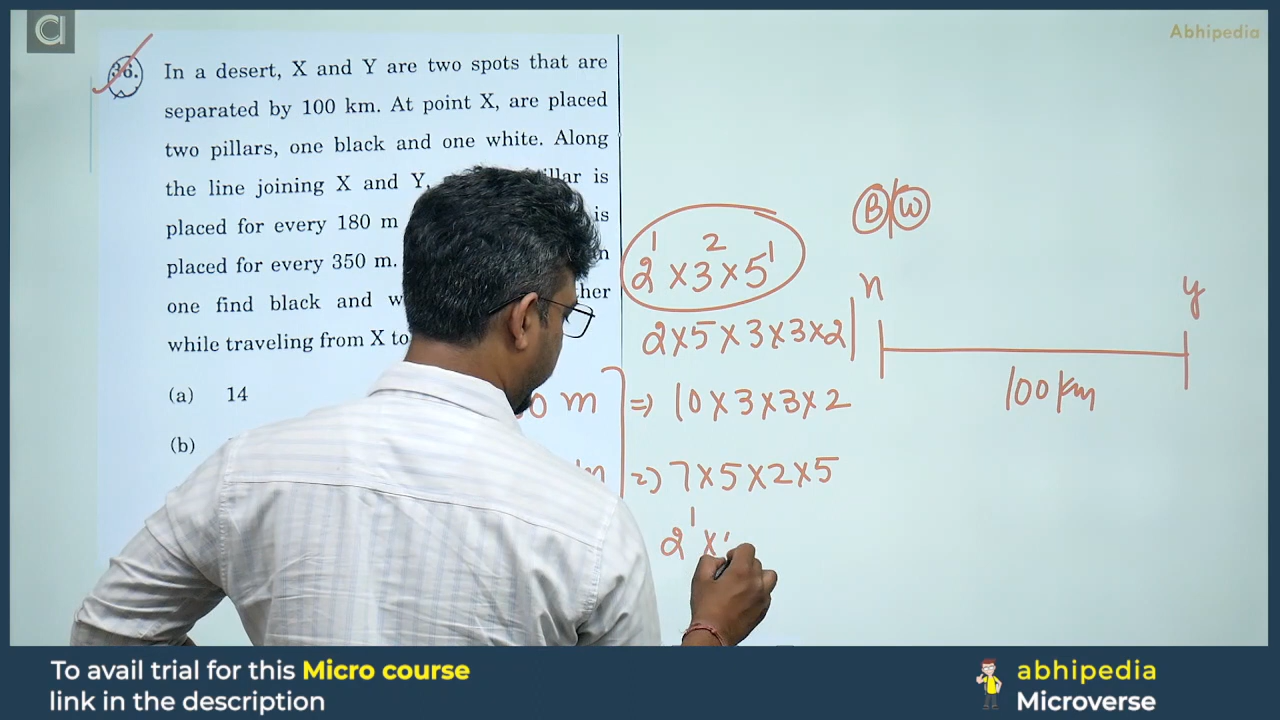 Abhipedia
36. In a desert, X and Y are two spots that are
separated by 100 km. At point X, are placed
two pillars, one black and one white. Along
the line joining X and Y, is
placed for every 180 m is
placed for every 350 m.
one find black and
while traveling from X to
(a) 14
(b)
B W
2¹ × 3² × 5¹
x
y
2×5×3×3×2
100 km
m ⇒ 10×3×3×2
m ⇒ 7×5×2×5
2¹ ×
To avail trial for this Micro course
link in the description
abhipedia
Microverse